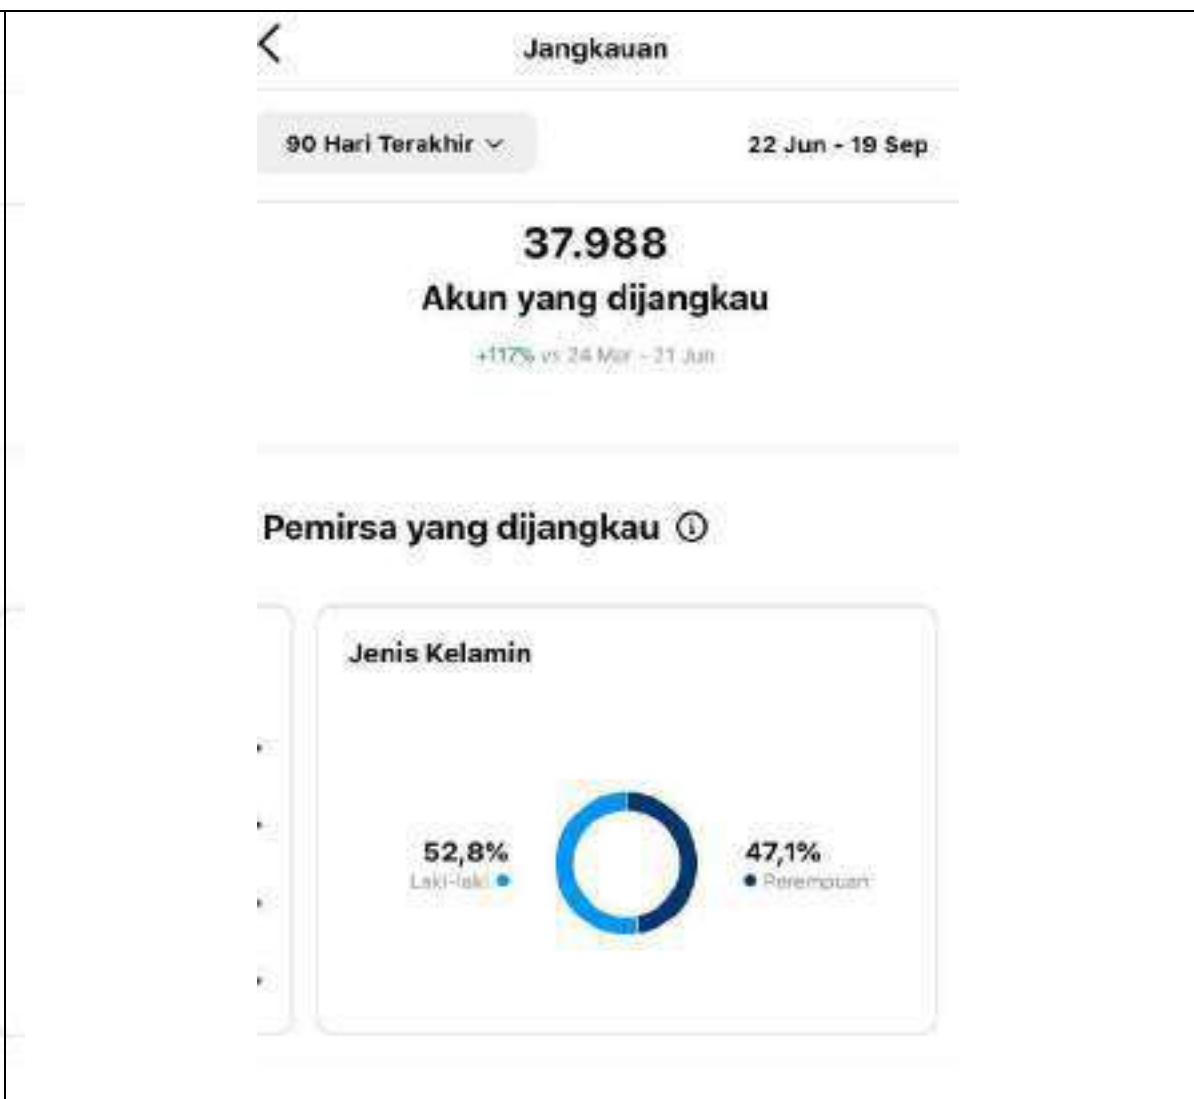 Jangkauan
90 Hari Terakhir
22 Jun - 19 Sep
37.988
Akun yang dijangkau
+117% vs 24 Mar - 21 Jun
Pemirsa yang dijangkau
Jenis Kelamin
52,8%
Laki-laki
47,1%
Perempuan